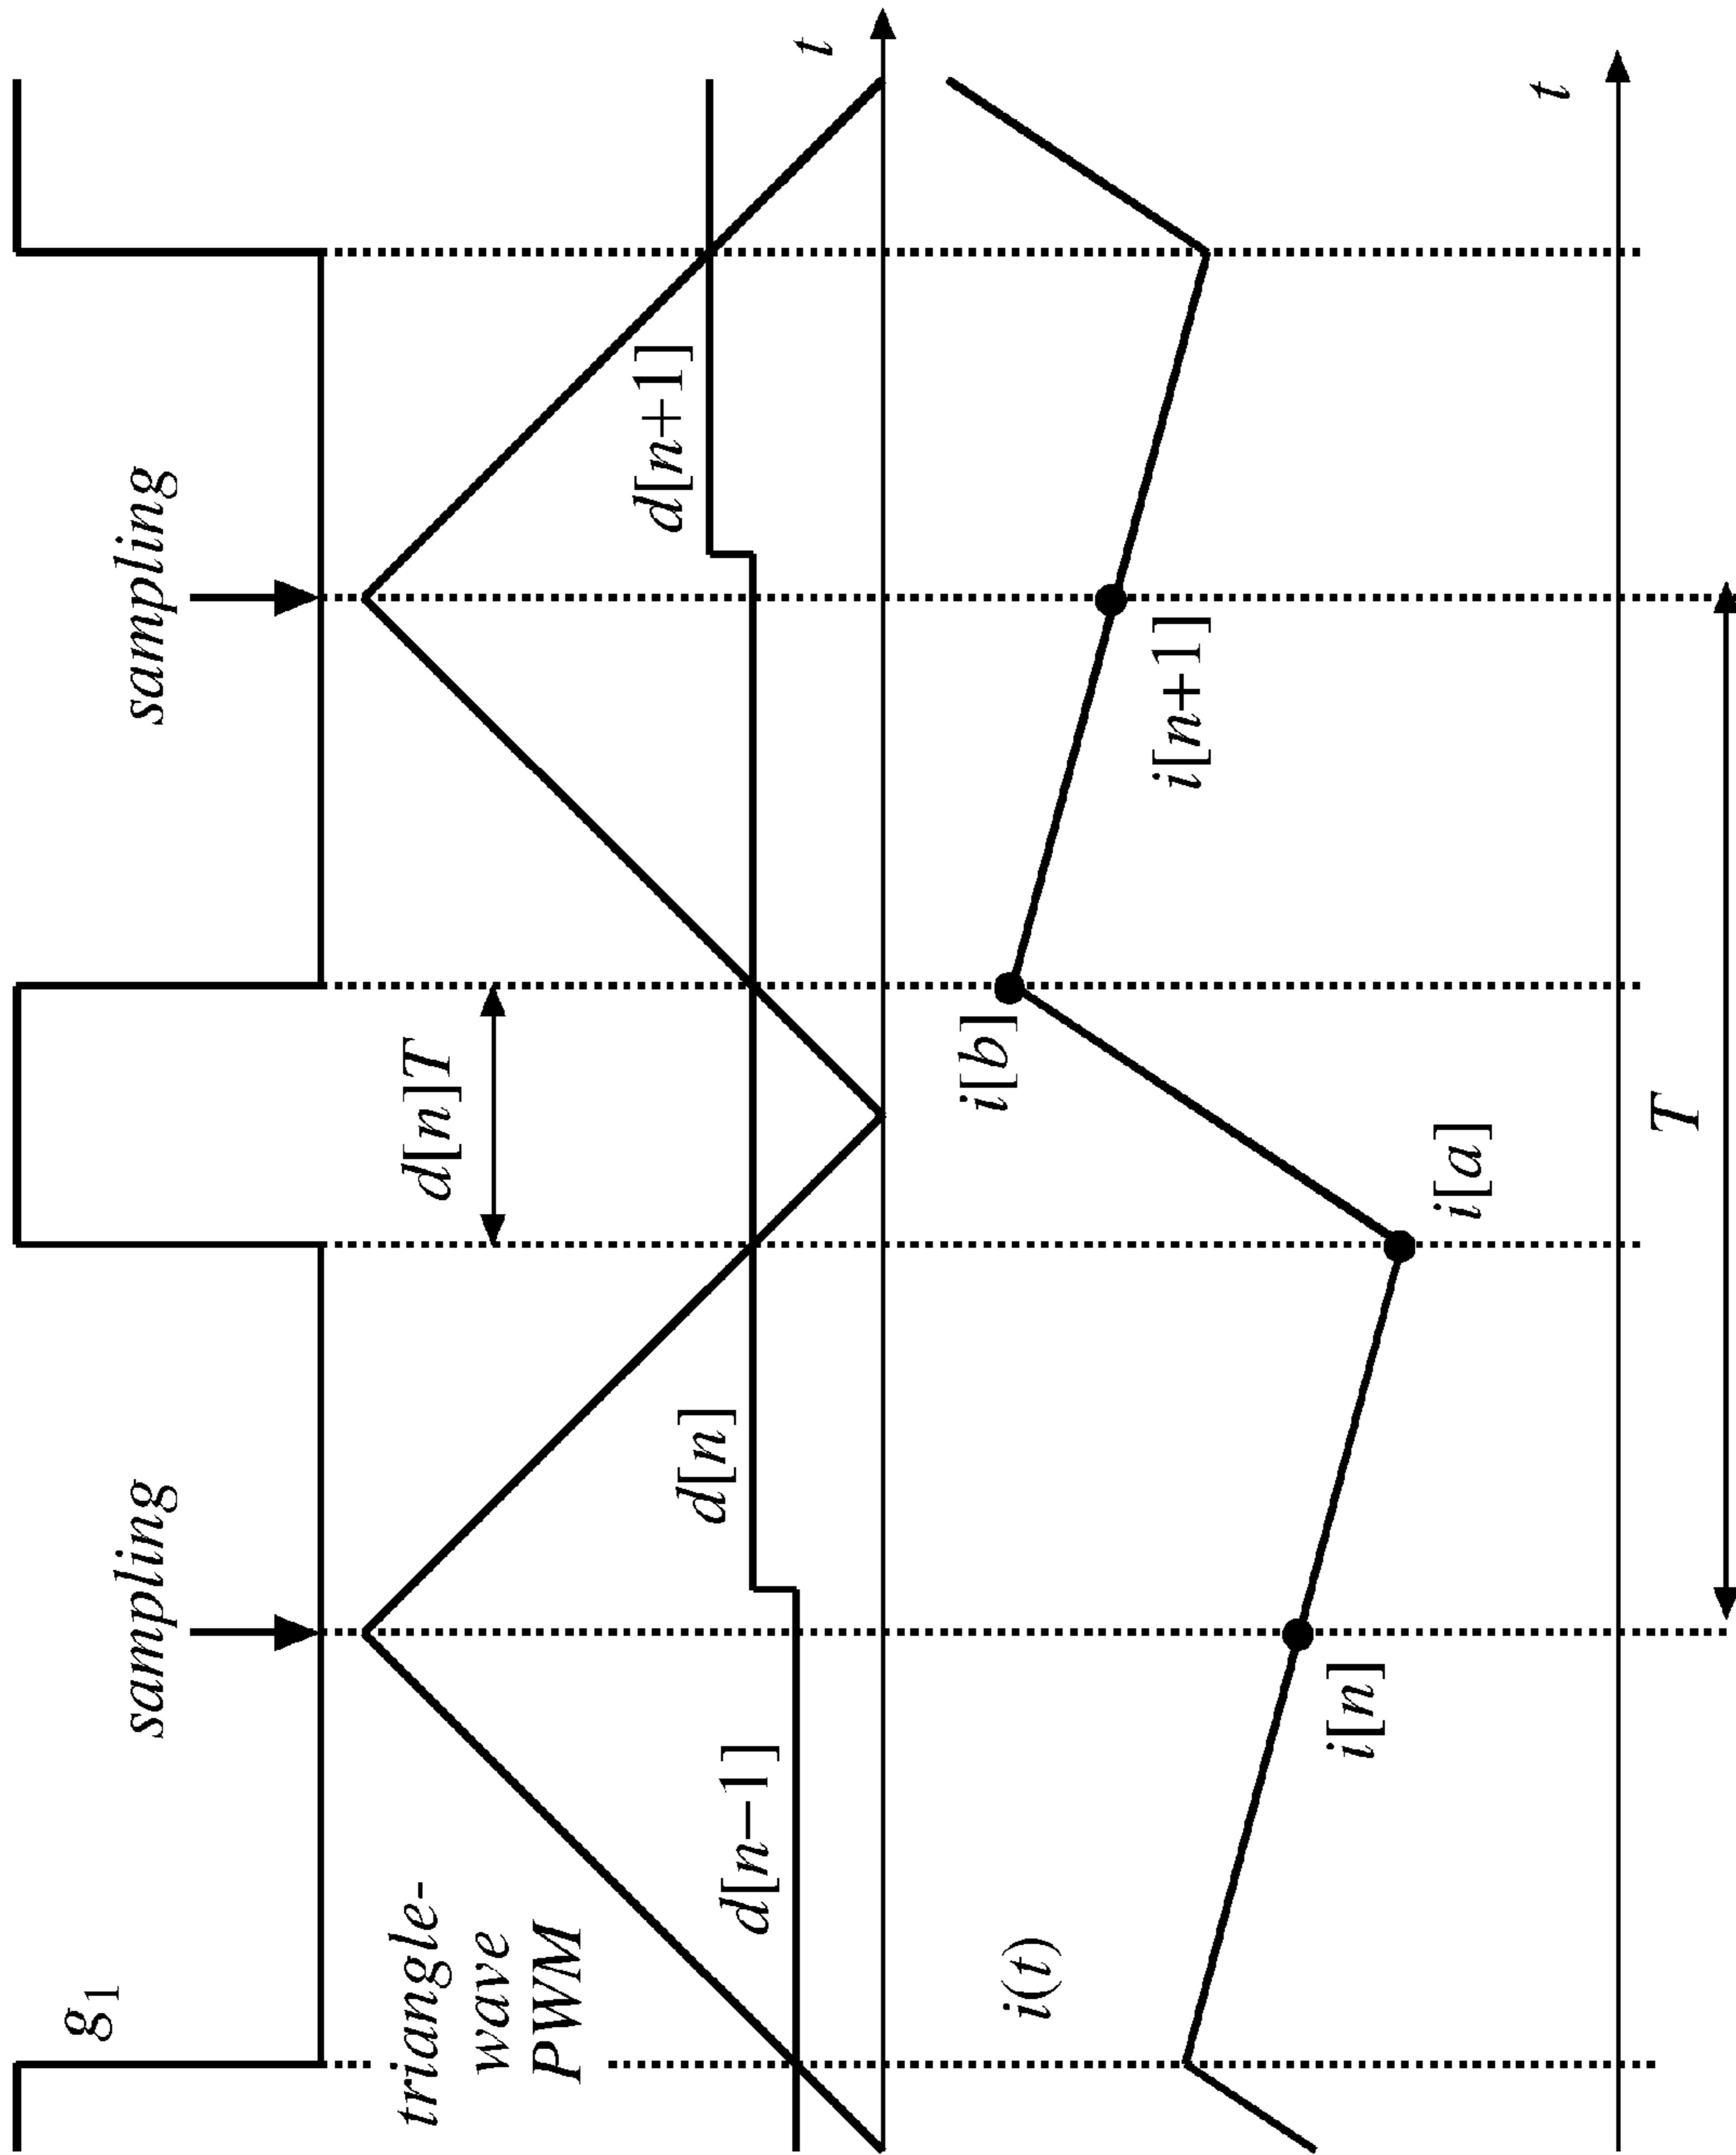 g1
sampling
sampling
triangle-
wave
PWM
d[n]T
d[n−1]
d[n]
d[n+1]
t
i(t)
i[n]
i[a]
i[b]
i[n+1]
t
T